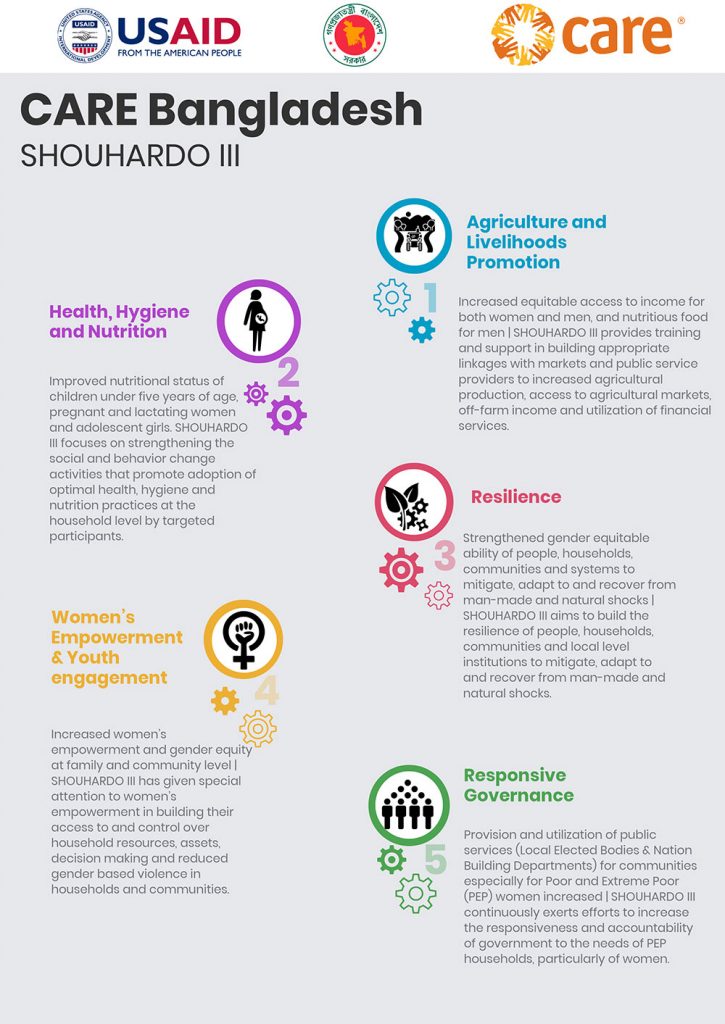 UNITED STATES AGENCY
USAID
INTERNATIONAL DEVELOPMENT
USAID
FROM THE AMERICAN PEOPLE
গণপ্রজাতন্ত্রী বাংলাদেশ
সরকার
care®
CARE Bangladesh
SHOUHARDO III
Agriculture and
Livelihoods
Promotion
1
Increased equitable access to income for
both women and men, and nutritious food
for men | SHOUHARDO III provides training
and support in building appropriate
linkages with markets and public service
providers to increased agricultural
production, access to agricultural markets,
off-farm income and utilization of financial
services.
Health, Hygiene
and Nutrition
2
Improved nutritional status of
children under five years of age,
pregnant and lactating women
and adolescent girls. SHOUHARDO
III focuses on strengthening the
social and behavior change
activities that promote adoption of
optimal health, hygiene and
nutrition practices at the
household level by targeted
participants.
Resilience
3
Strengthened gender equitable
ability of people, households,
communities and systems to
mitigate, adapt to and recover from
man-made and natural shocks |
SHOUHARDO III aims to build the
resilience of people, households,
communities and local level
institutions to mitigate, adapt to
and recover from man-made and
natural shocks.
Women's
Empowerment
& Youth
engagement
4
Increased women's
empowerment and gender equity
at family and community level |
SHOUHARDO III has given special
attention to women's
empowerment in building their
access to and control over
household resources, assets,
decision making and reduced
gender based violence in
households and communities.
Responsive
Governance
5
Provision and utilization of public
services (Local Elected Bodies & Nation
Building Departments) for communities
especially for Poor and Extreme Poor
(PEP) women increased | SHOUHARDO III
continuously exerts efforts to increase
the responsiveness and accountability
of government to the needs of PEP
households, particularly of women.